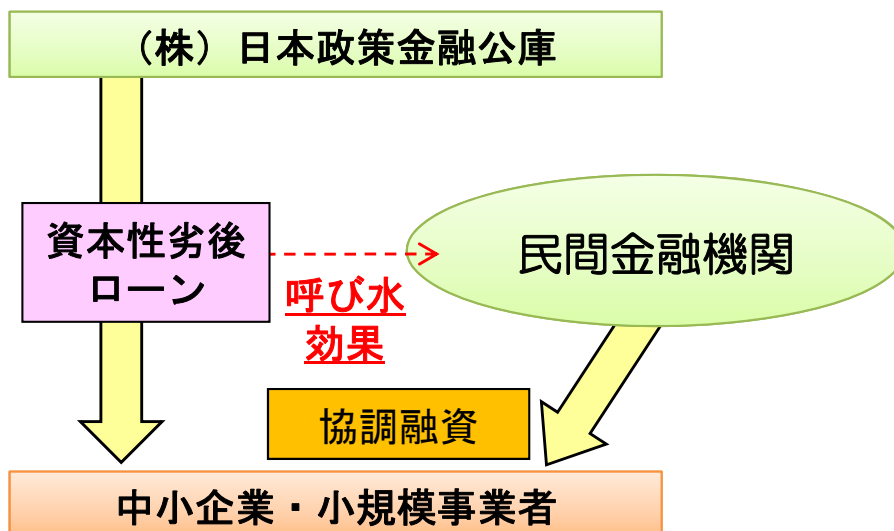 （株）日本政策金融公庫
資本性劣後
ローン
民間金融機関
呼び水
効果
協調融資
中小企業・小規模事業者